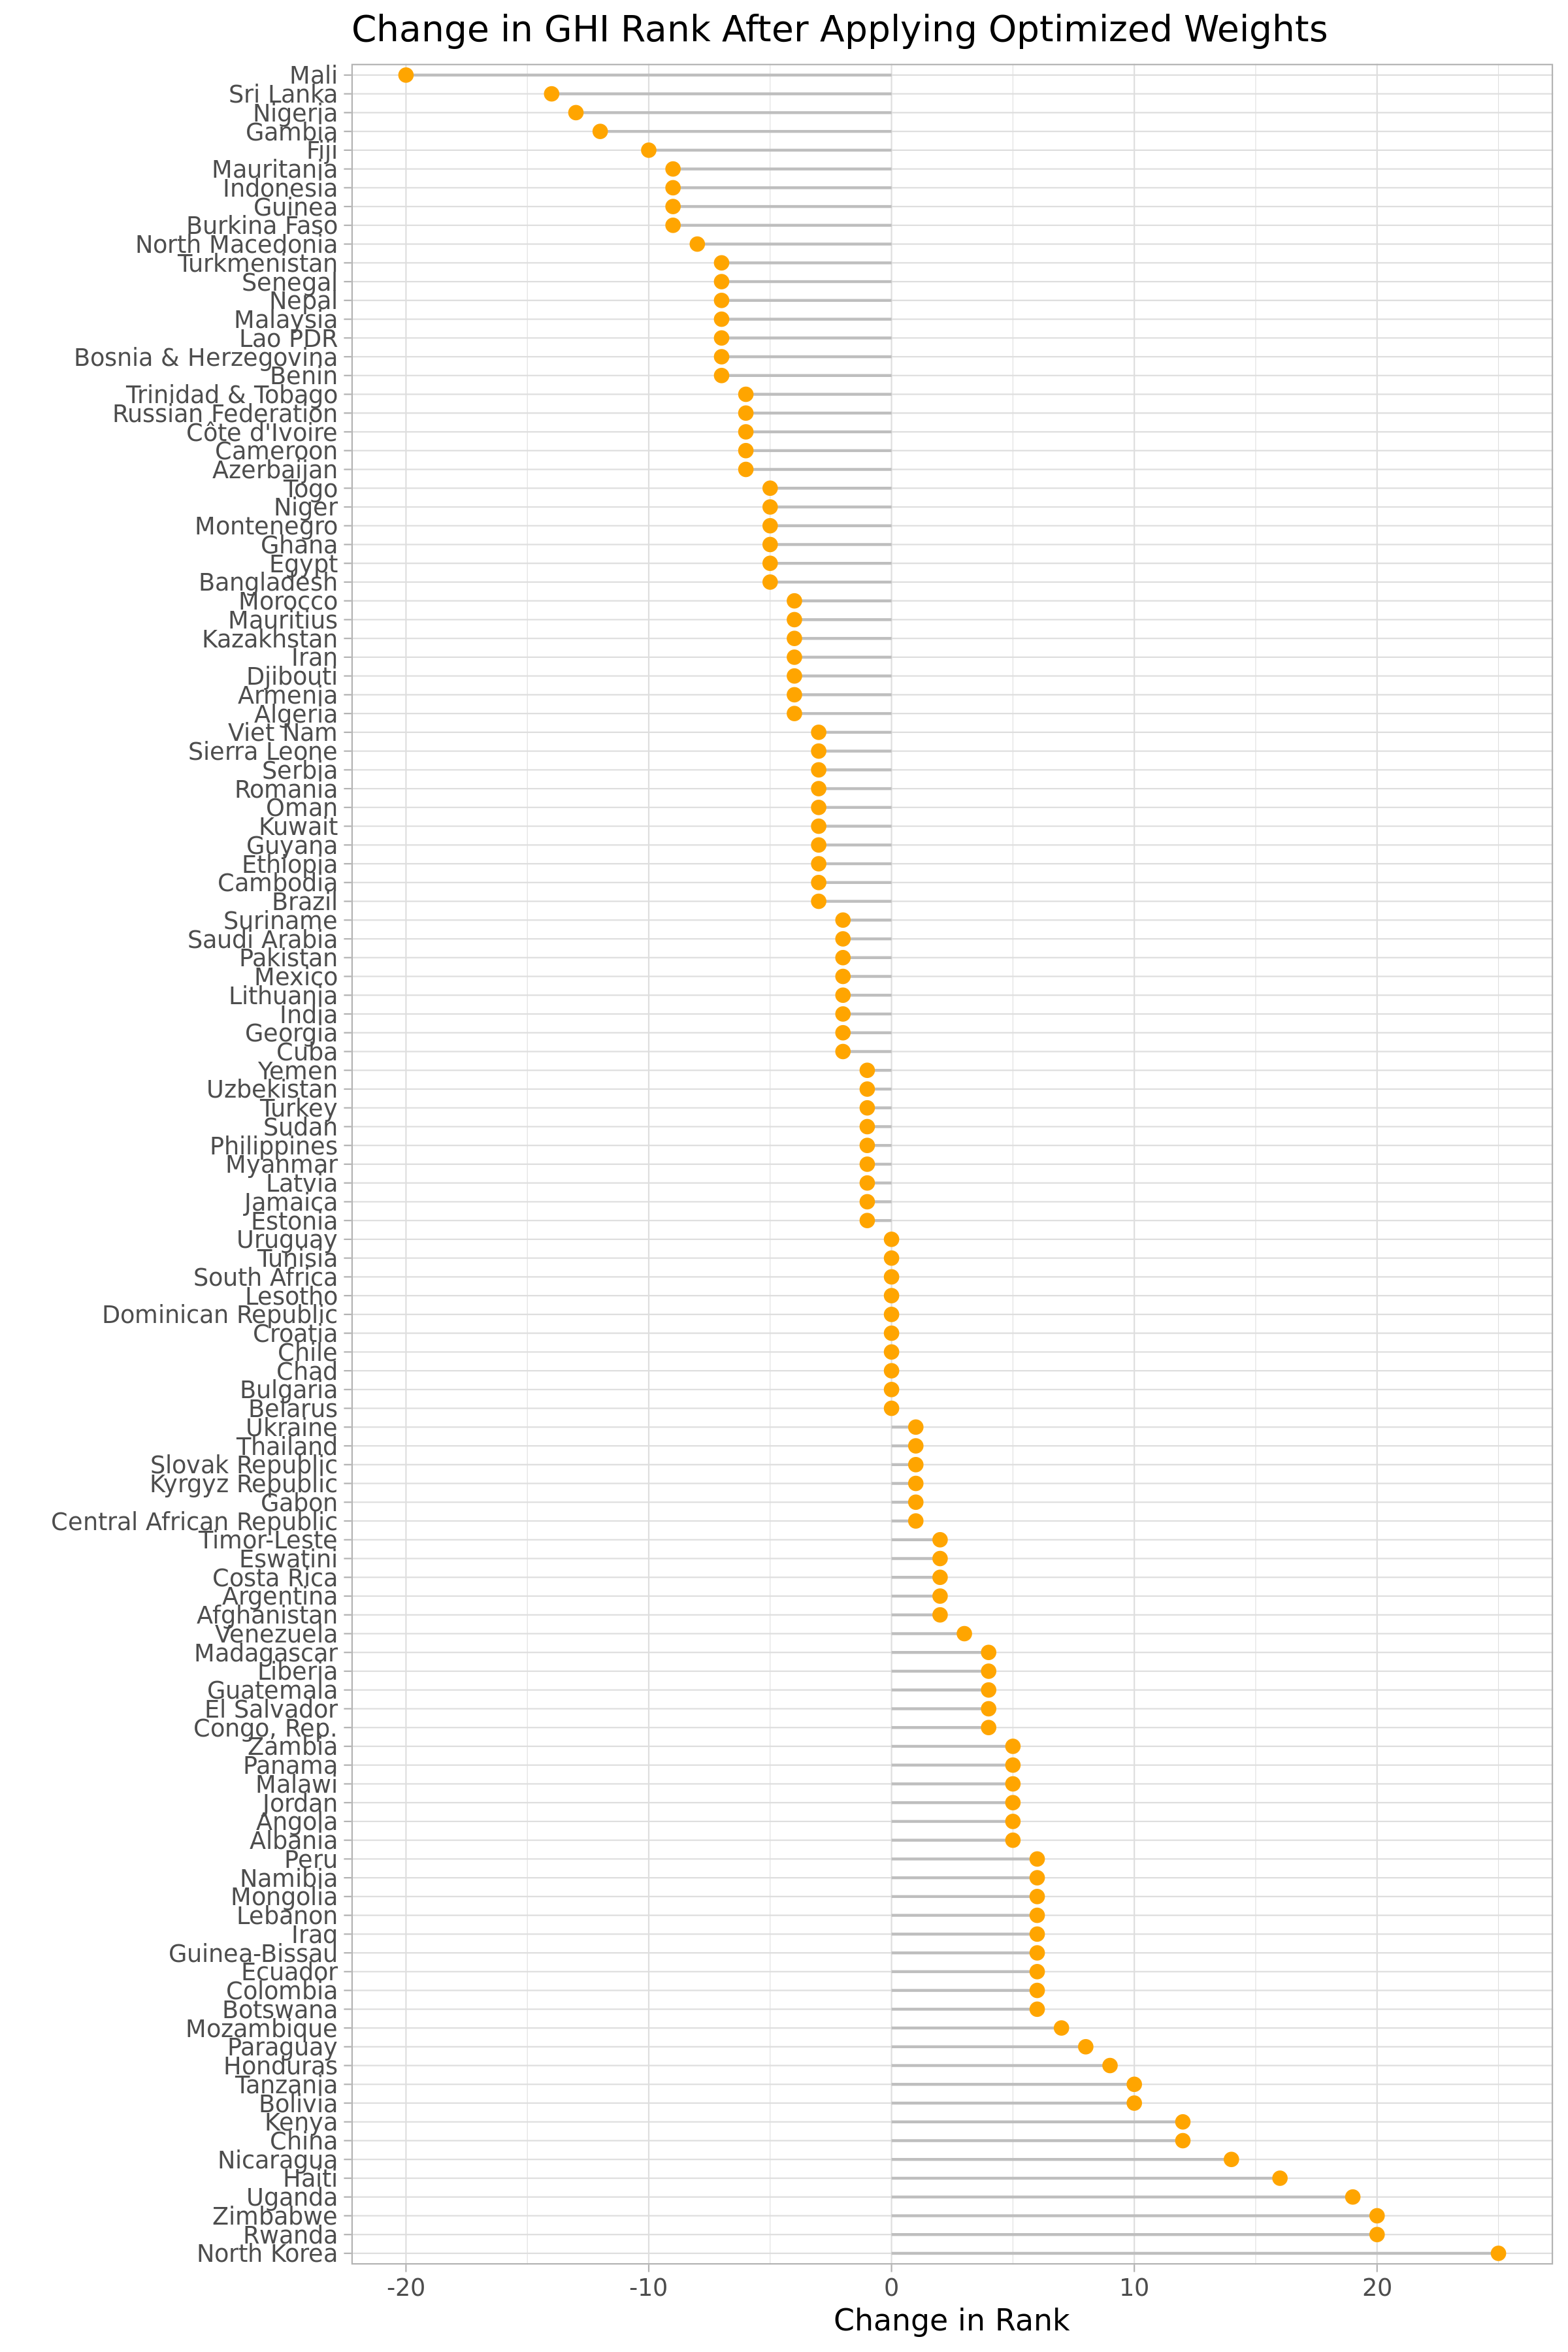 Change in GHI Rank After Applying Optimized Weights
Mali
Sri Lanka
Nigeria
Gambia
Fiji
Mauritania
Indonesia
Guinea
Burkina Faso
North Macedonia
Turkmenistan
Senegal
Nepal
Malaysia
Lao PDR
Bosnia & Herzegovina
Benin
Trinidad & Tobago
Russian Federation
Côte d'Ivoire
Cameroon
Azerbaijan
Togo
Niger
Montenegro
Ghana
Egypt
Bangladesh
Morocco
Mauritius
Kazakhstan
Iran
Djibouti
Armenia
Algeria
Viet Nam
Sierra Leone
Serbia
Romania
Oman
Kuwait
Guyana
Ethiopia
Cambodia
Brazil
Suriname
Saudi Arabia
Pakistan
Mexico
Lithuania
India
Georgia
Cuba
Yemen
Uzbekistan
Turkey
Sudan
Philippines
Myanmar
Latvia
Jamaica
Estonia
Uruguay
Tunisia
South Africa
Lesotho
Dominican Republic
Croatia
Chile
Chad
Bulgaria
Belarus
Ukraine
Thailand
Slovak Republic
Kyrgyz Republic
Gabon
Central African Republic
Timor-Leste
Eswatini
Costa Rica
Argentina
Afghanistan
Venezuela
Madagascar
Liberia
Guatemala
El Salvador
Congo, Rep.
Zambia
Panama
Malawi
Jordan
Angola
Albania
Peru
Namibia
Mongolia
Lebanon
Iraq
Guinea-Bissau
Ecuador
Colombia
Botswana
Mozambique
Paraguay
Honduras
Tanzania
Bolivia
Kenya
China
Nicaragua
Haiti
Uganda
Zimbabwe
Rwanda
North Korea
-20 -10 0 10 20
Change in Rank